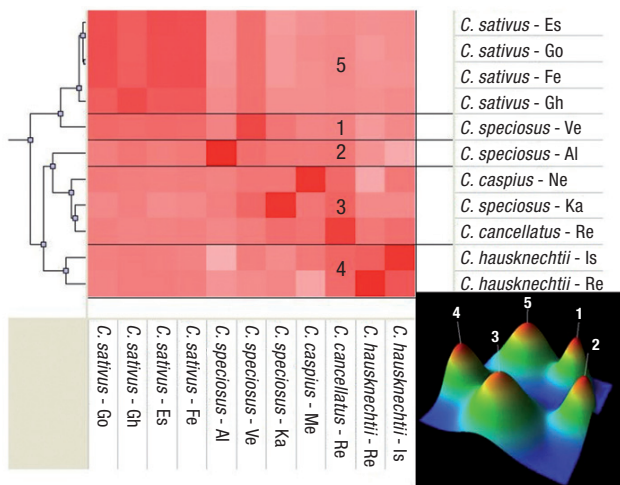 C. sativus - Es
C. sativus - Go
C. sativus - Fe
C. sativus - Gh
C. speciosus - Ve
C. speciosus - Al
C. caspius - Ne
C. speciosus - Ka
C. cancellatus - Re
C. hausknechtii - Is
C. hausknechtii - Re
5
1
2
3
4
C. sativus - Go
C. sativus - Gh
C. sativus - Es
C. sativus - Fe
C. speciosus - Al
C. speciosus - Ve
C. speciosus - Ka
C. caspius - Me
C. cancellatus - Re
C. hausknechtii - Re
C. hausknechtii - Is
4
5
1
3
2